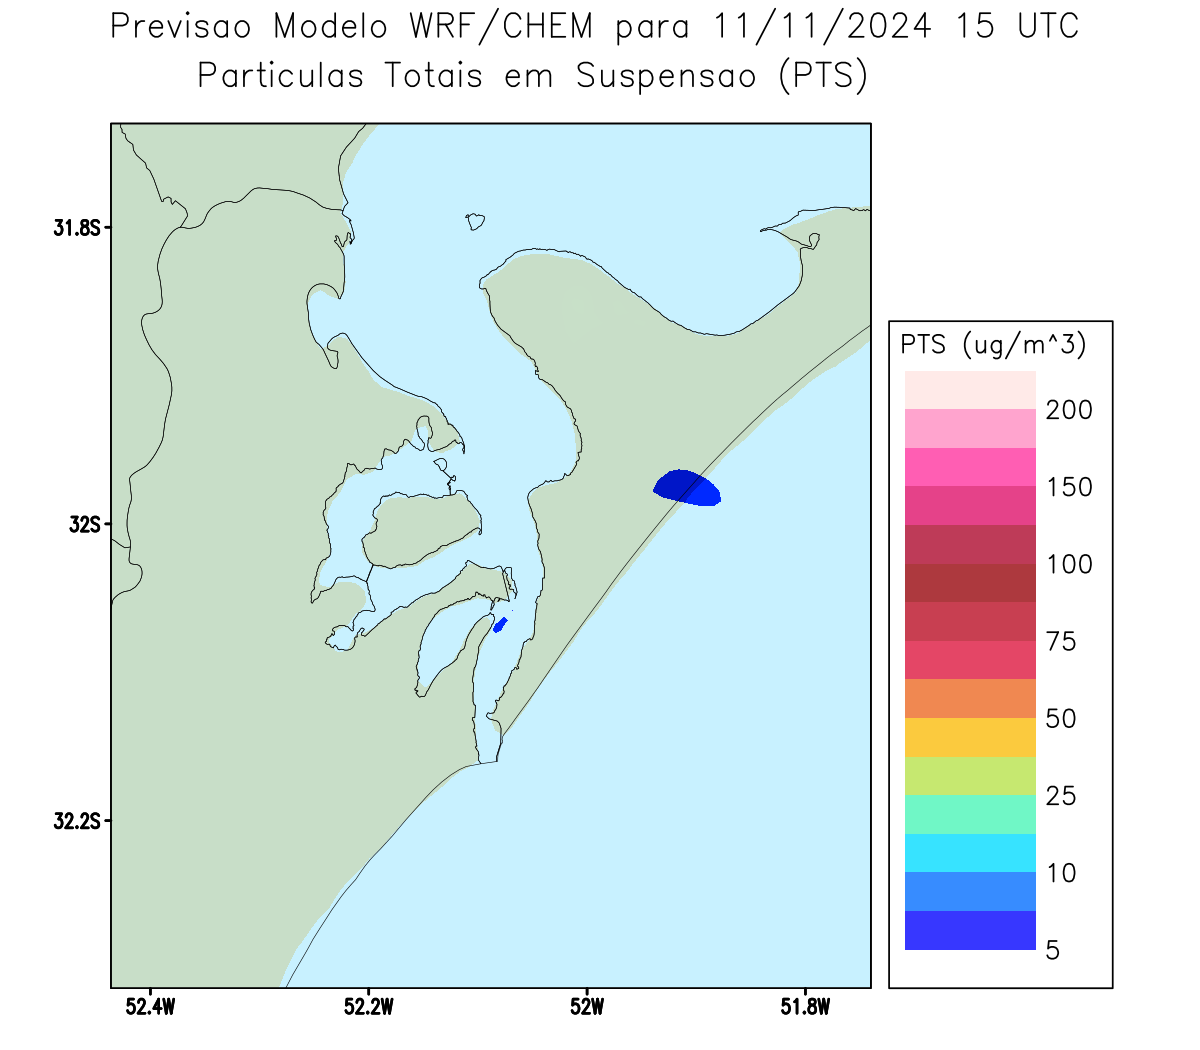 Previsao Modelo WRF/CHEM para 11/11/2024 15 UTC
Particulas Totais em Suspensao (PTS)
31.8S
32S
32.2S
52.4W 52.2W 52W 51.8W
PTS (ug/m^3)
200
150
100
75
50
25
10
5